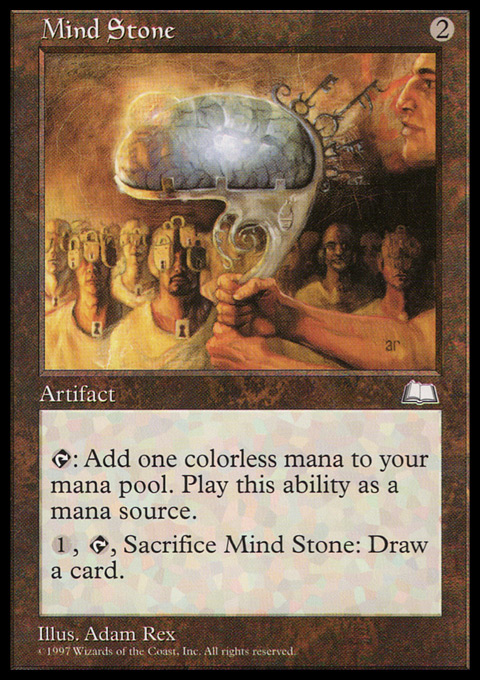 Mind Stone 2
ar
Artifact
: Add one colorless mana to your
mana pool. Play this ability as a
mana source.
1, , Sacrifice Mind Stone: Draw
a card.
Illus. Adam Rex
©1997 Wizards of the Coast, Inc. All rights reserved.